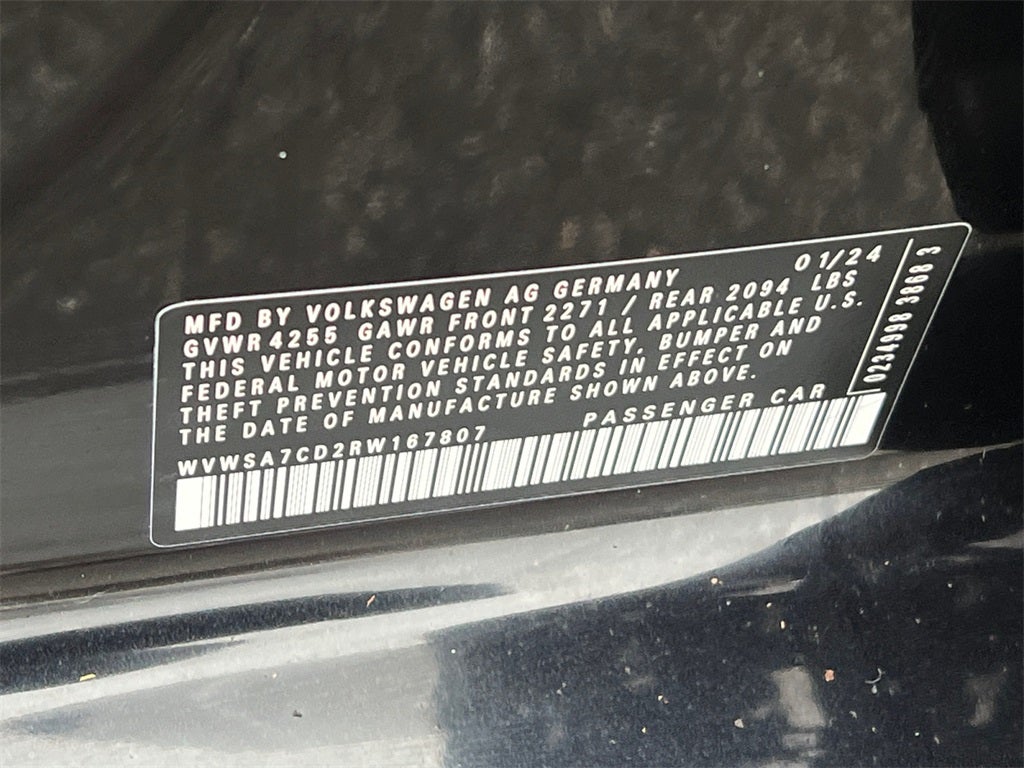 MFD BY VOLKSWAGEN AG GERMANY 01/24
GVWR 4255 GAWR FRONT 2271 / REAR 2094 LBS
THIS VEHICLE CONFORMS TO ALL APPLICABLE U.S.
FEDERAL MOTOR VEHICLE SAFETY, BUMPER AND
THEFT PREVENTION STANDARDS IN EFFECT ON
THE DATE OF MANUFACTURE SHOWN ABOVE.
WVWSA7CD2RW167807 PASSENGER CAR
0234998